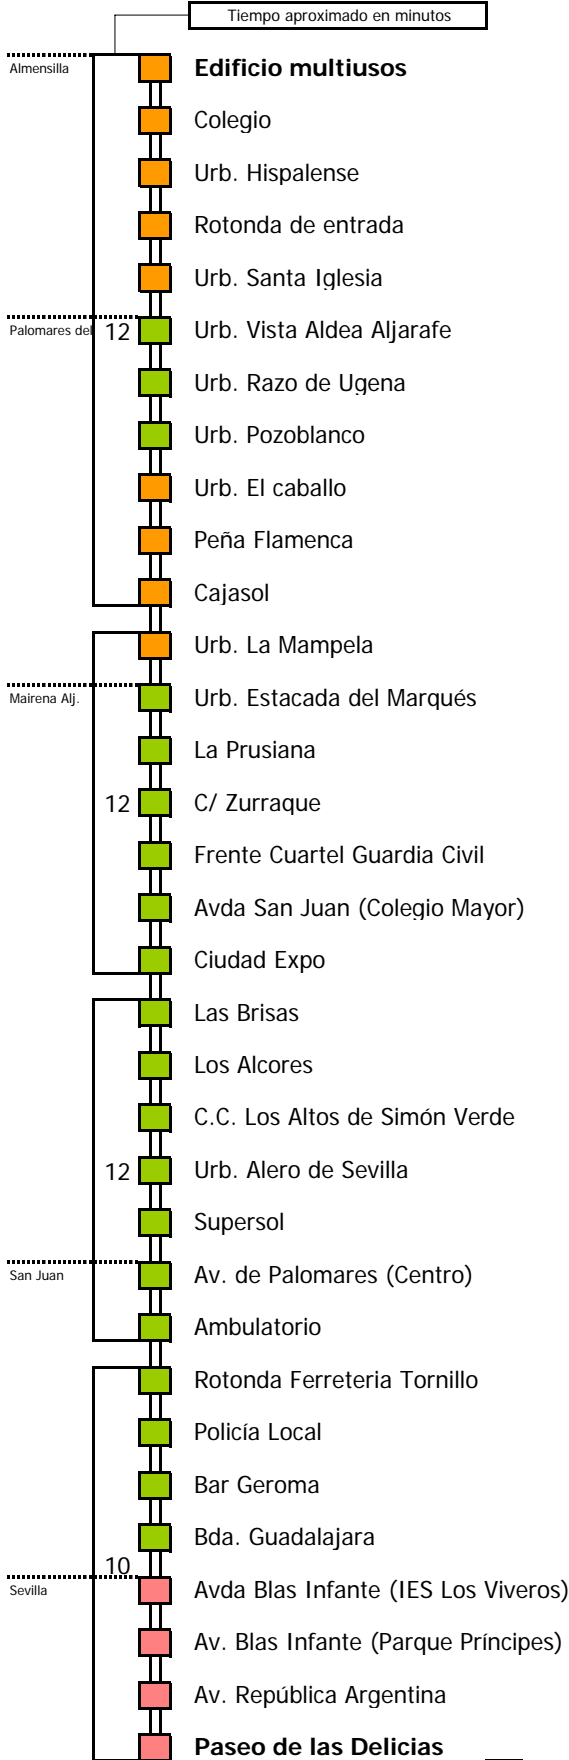 Tiempo aproximado en minutos
Almensilla
Edificio multiusos
Colegio
Urb. Hispalense
Rotonda de entrada
Urb. Santa Iglesia
Palomares del
12
Urb. Vista Aldea Aljarafe
Urb. Razo de Ugena
Urb. Pozoblanco
Urb. El caballo
Peña Flamenca
Cajasol
Urb. La Mampela
Mairena Alj.
Urb. Estacada del Marqués
La Prusiana
12
C/ Zurraque
Frente Cuartel Guardia Civil
Avda San Juan (Colegio Mayor)
Ciudad Expo
Las Brisas
Los Alcores
C.C. Los Altos de Simón Verde
12
Urb. Alero de Sevilla
Supersol
San Juan
Av. de Palomares (Centro)
Ambulatorio
Rotonda Ferreteria Tornillo
Policía Local
Bar Geroma
Bda. Guadalajara
10
Sevilla
Avda Blas Infante (IES Los Viveros)
Av. Blas Infante (Parque Príncipes)
Av. República Argentina
Paseo de las Delicias